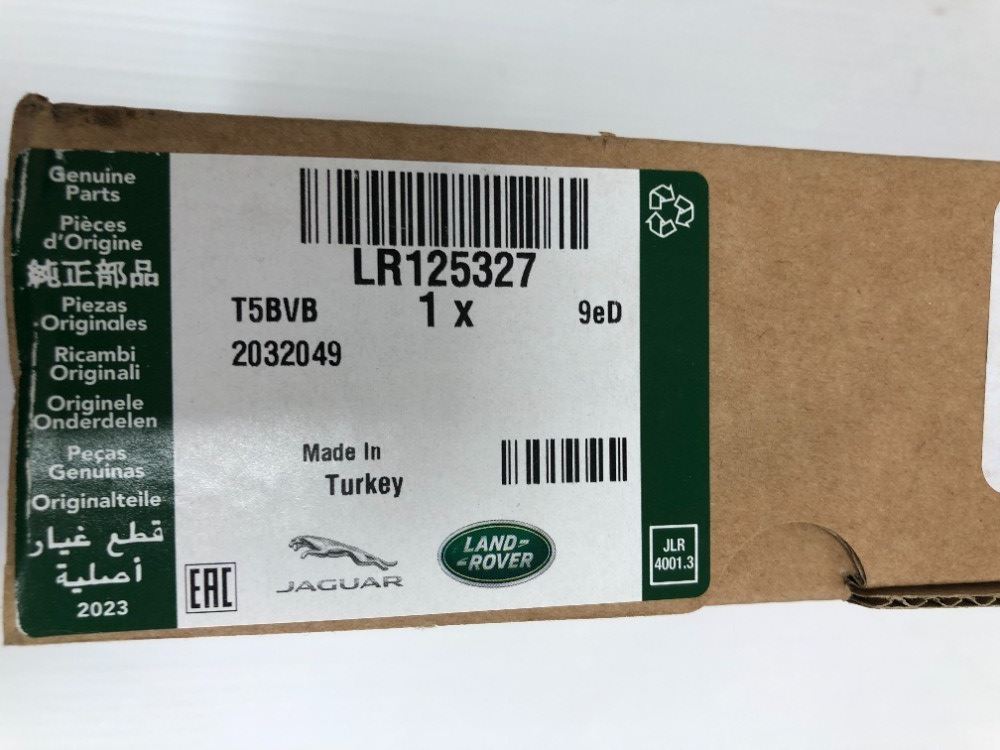 Genuine
Parts
Pièces
d'Origine
純正部品
Piezas
Originales
Ricambi
Originali
Originele
Onderdelen
Peças
Genuínas
Originalteile
قطع غيار
أصلية
2023
LR125327
T5BVB 1 x 9eD
2032049
Made In
Turkey
EAC
JAGUAR
LAND-
-ROVER
JLR
4001.3